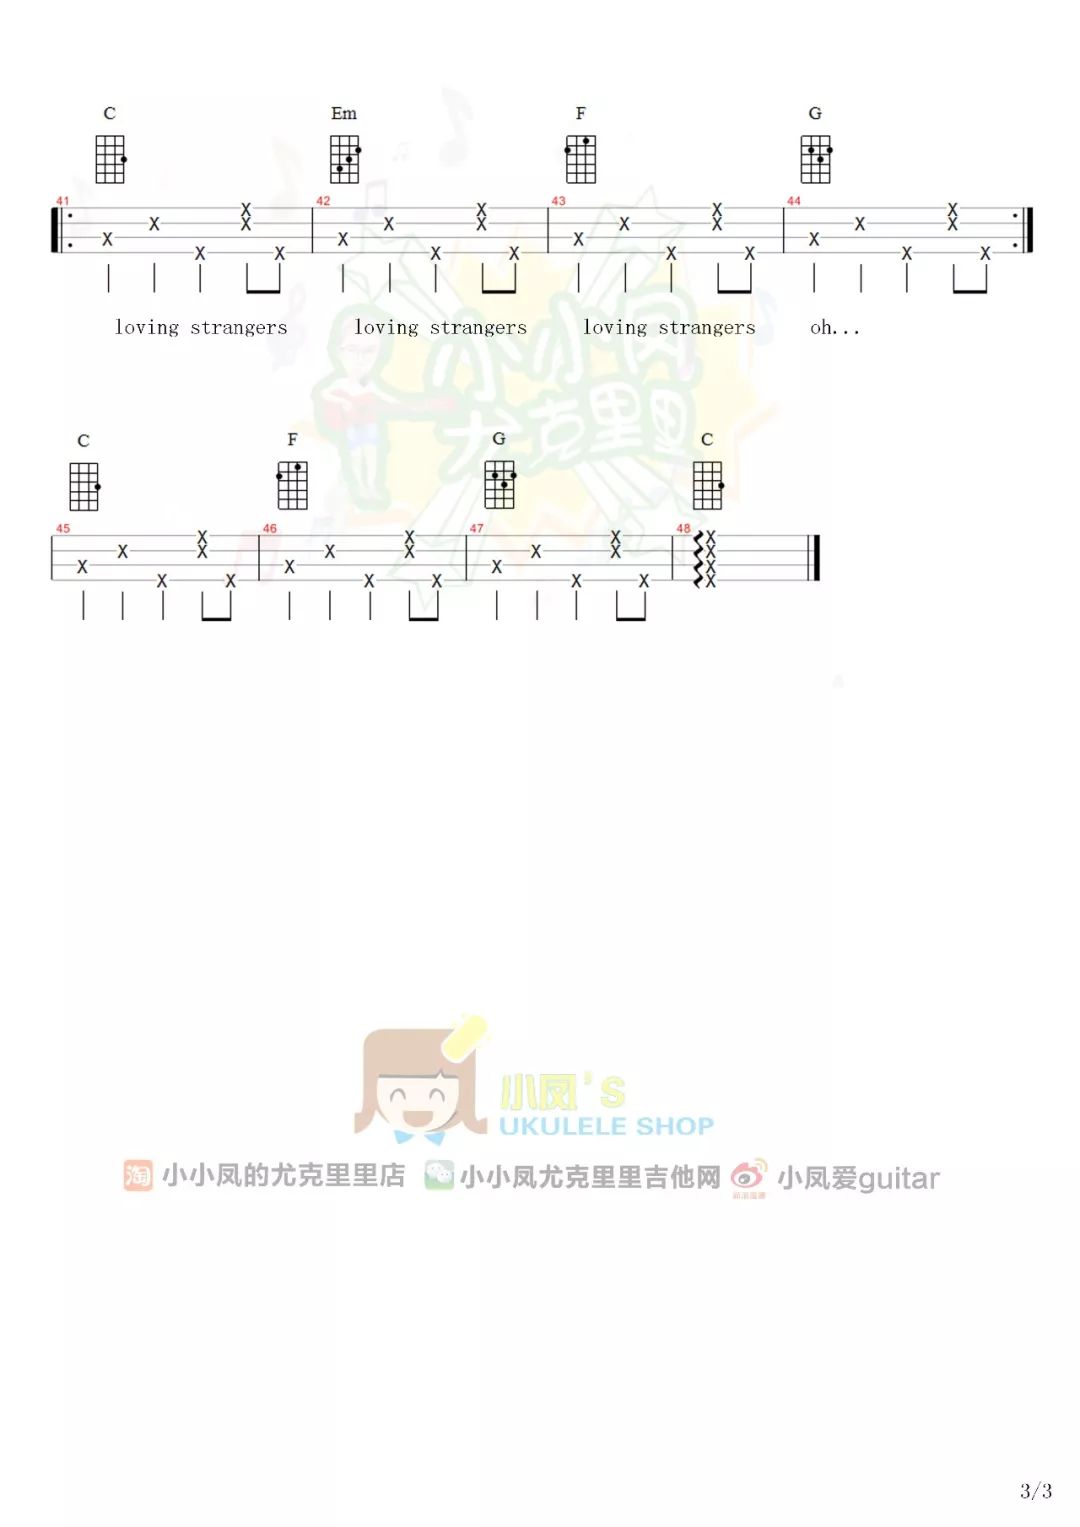 C Em F G
41 42 43 44
loving strangers loving strangers loving strangers oh...
小小凤
尤克里里
C F G C
45 46 47 48
小凤's
UKULELE SHOP
淘 小小凤的尤克里里店 小小凤尤克里里吉他网 小凤爱guitar
3/3